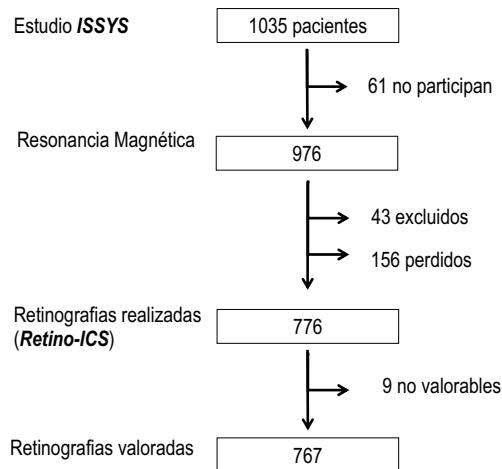 Estudio ISSYS
1035 pacientes
61 no participan
Resonancia Magnética
976
43 excluidos
156 perdidos
Retinografias realizadas
(Retino-ICS)
776
9 no valorables
Retinografias valoradas
767